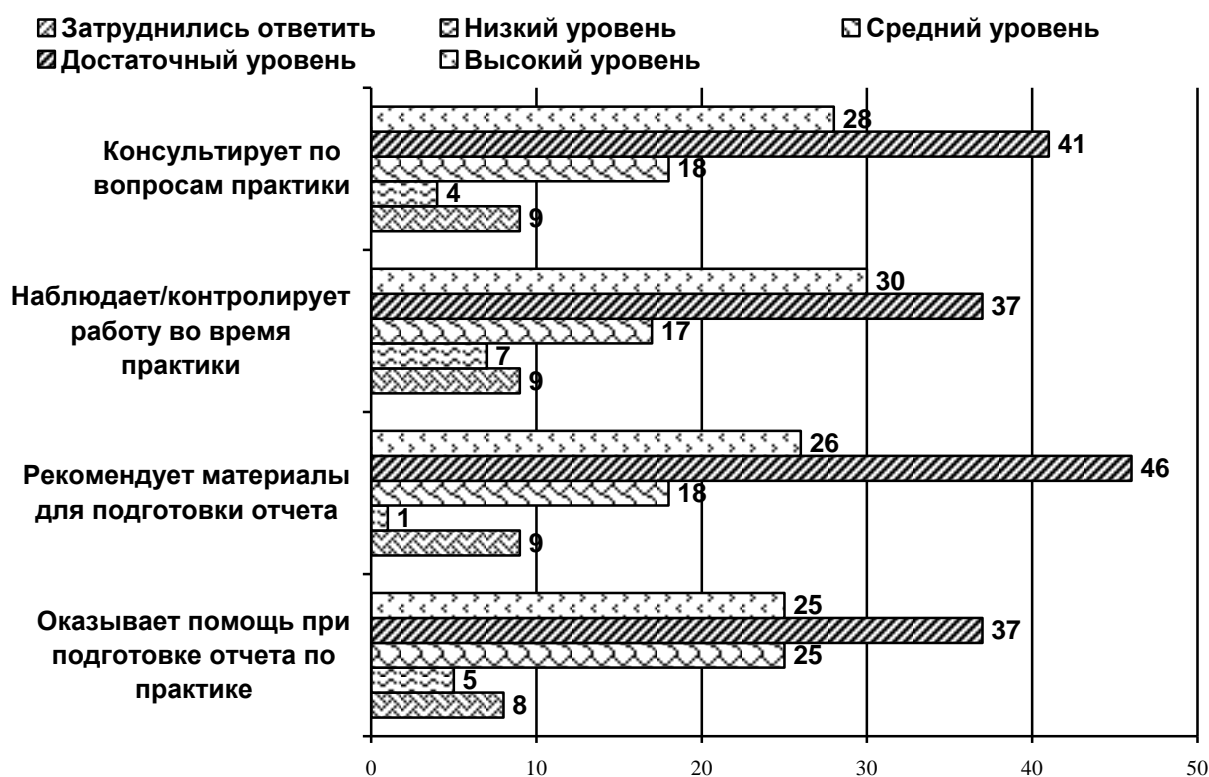 Затруднились ответить Низкий уровень Средний уровень
Достаточный уровень Высокий уровень
28
Консультирует по
вопросам практики
41
18
4
9
30
Наблюдает/контролирует
работу во время
практики
37
17
7
9
26
Рекомендует материалы
для подготовки отчета
46
18
1
9
25
Оказывает помощь при
подготовке отчета по
практике
37
25
5
8
0 10 20 30 40 50